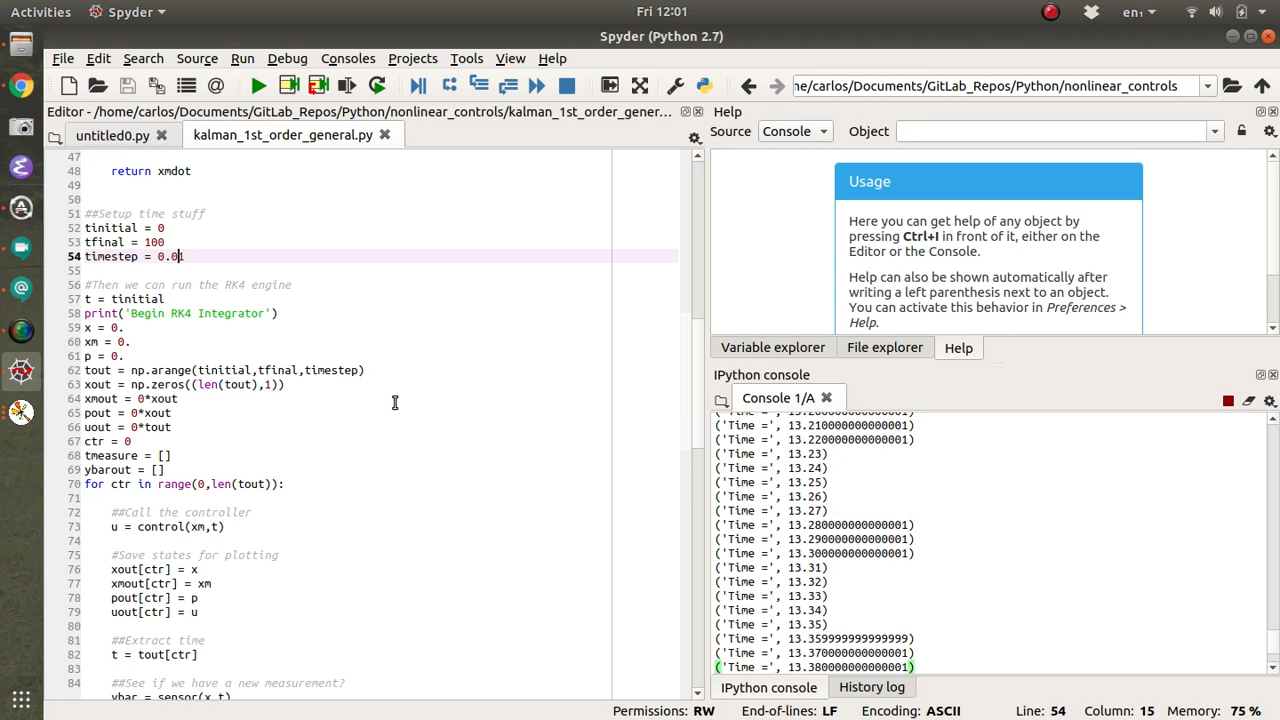 Activities Spyder Fri 12:01 en₁
Spyder (Python 2.7)
File Edit Search Source Run Debug Consoles Projects Tools View Help
ne/carlos/Documents/GitLab_Repos/Python/nonlinear_controls
Editor - /home/carlos/Documents/GitLab_Repos/Python/nonlinear_controls/kalman_1st_order_gener...
untitled0.py kalman_1st_order_general.py
47
48 return xmdot
49
50
51 ##Setup time stuff
52 tinitial = 0
53 tfinal = 100
54 timestep = 0.01
55
56 #Then we can run the RK4 engine
57 t = tinitial
58 print('Begin RK4 Integrator')
59 x = 0.
60 xm = 0.
61 p = 0.
62 tout = np.arange(tinitial,tfinal,timestep)
63 xout = np.zeros((len(tout),1))
64 xmout = 0*xout
65 pout = 0*xout
66 uout = 0*tout
67 ctr = 0
68 tmeasure = []
69 ybarout = []
70 for ctr in range(0,len(tout)):
71
72 ##Call the controller
73 u = control(xm,t)
74
75 #Save states for plotting
76 xout[ctr] = x
77 xmout[ctr] = xm
78 pout[ctr] = p
79 uout[ctr] = u
80
81 ##Extract time
82 t = tout[ctr]
83
84 ##See if we have a new measurement?
ybar = sensor(x,t)
Help
Source Console Object
Usage
Here you can get help of any object by
pressing Ctrl+I in front of it, either on the
Editor or the Console.
Help can also be shown automatically after
writing a left parenthesis next to an object.
You can activate this behavior in Preferences >
Help.
Variable explorer File explorer Help
IPython console
Console 1/A
('Time =', 13.200000000000001)
('Time =', 13.210000000000001)
('Time =', 13.220000000000001)
('Time =', 13.23)
('Time =', 13.24)
('Time =', 13.25)
('Time =', 13.26)
('Time =', 13.27)
('Time =', 13.280000000000001)
('Time =', 13.290000000000001)
('Time =', 13.300000000000001)
('Time =', 13.31)
('Time =', 13.32)
('Time =', 13.33)
('Time =', 13.34)
('Time =', 13.35)
('Time =', 13.359999999999999)
('Time =', 13.370000000000001)
('Time =', 13.380000000000001)
IPython console History log
Permissions: RW End-of-lines: LF Encoding: ASCII Line: 54 Column: 15 Memory: 75 %